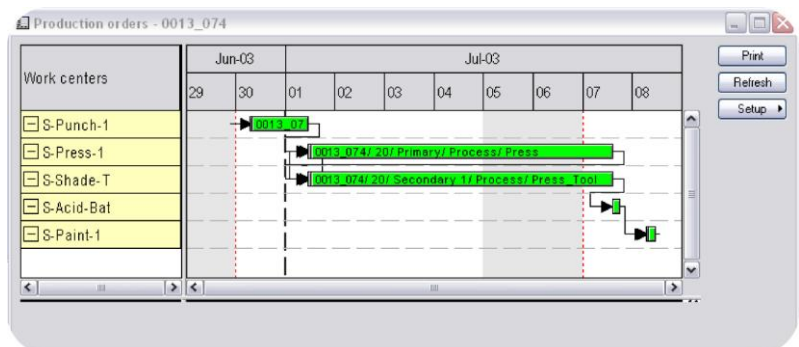 Production orders - 0013_074
Print
Refresh
Setup
Work centers
Jun-03
Jul-03
29
30
01
02
03
04
05
06
07
08
S-Punch-1
0013_07
S-Press-1
0013_074/ 20/ Primary/ Process/ Press
S-Shade-T
0013_074/ 20/ Secondary 1/ Process/ Press_Tool
S-Acid-Bat
S-Paint-1